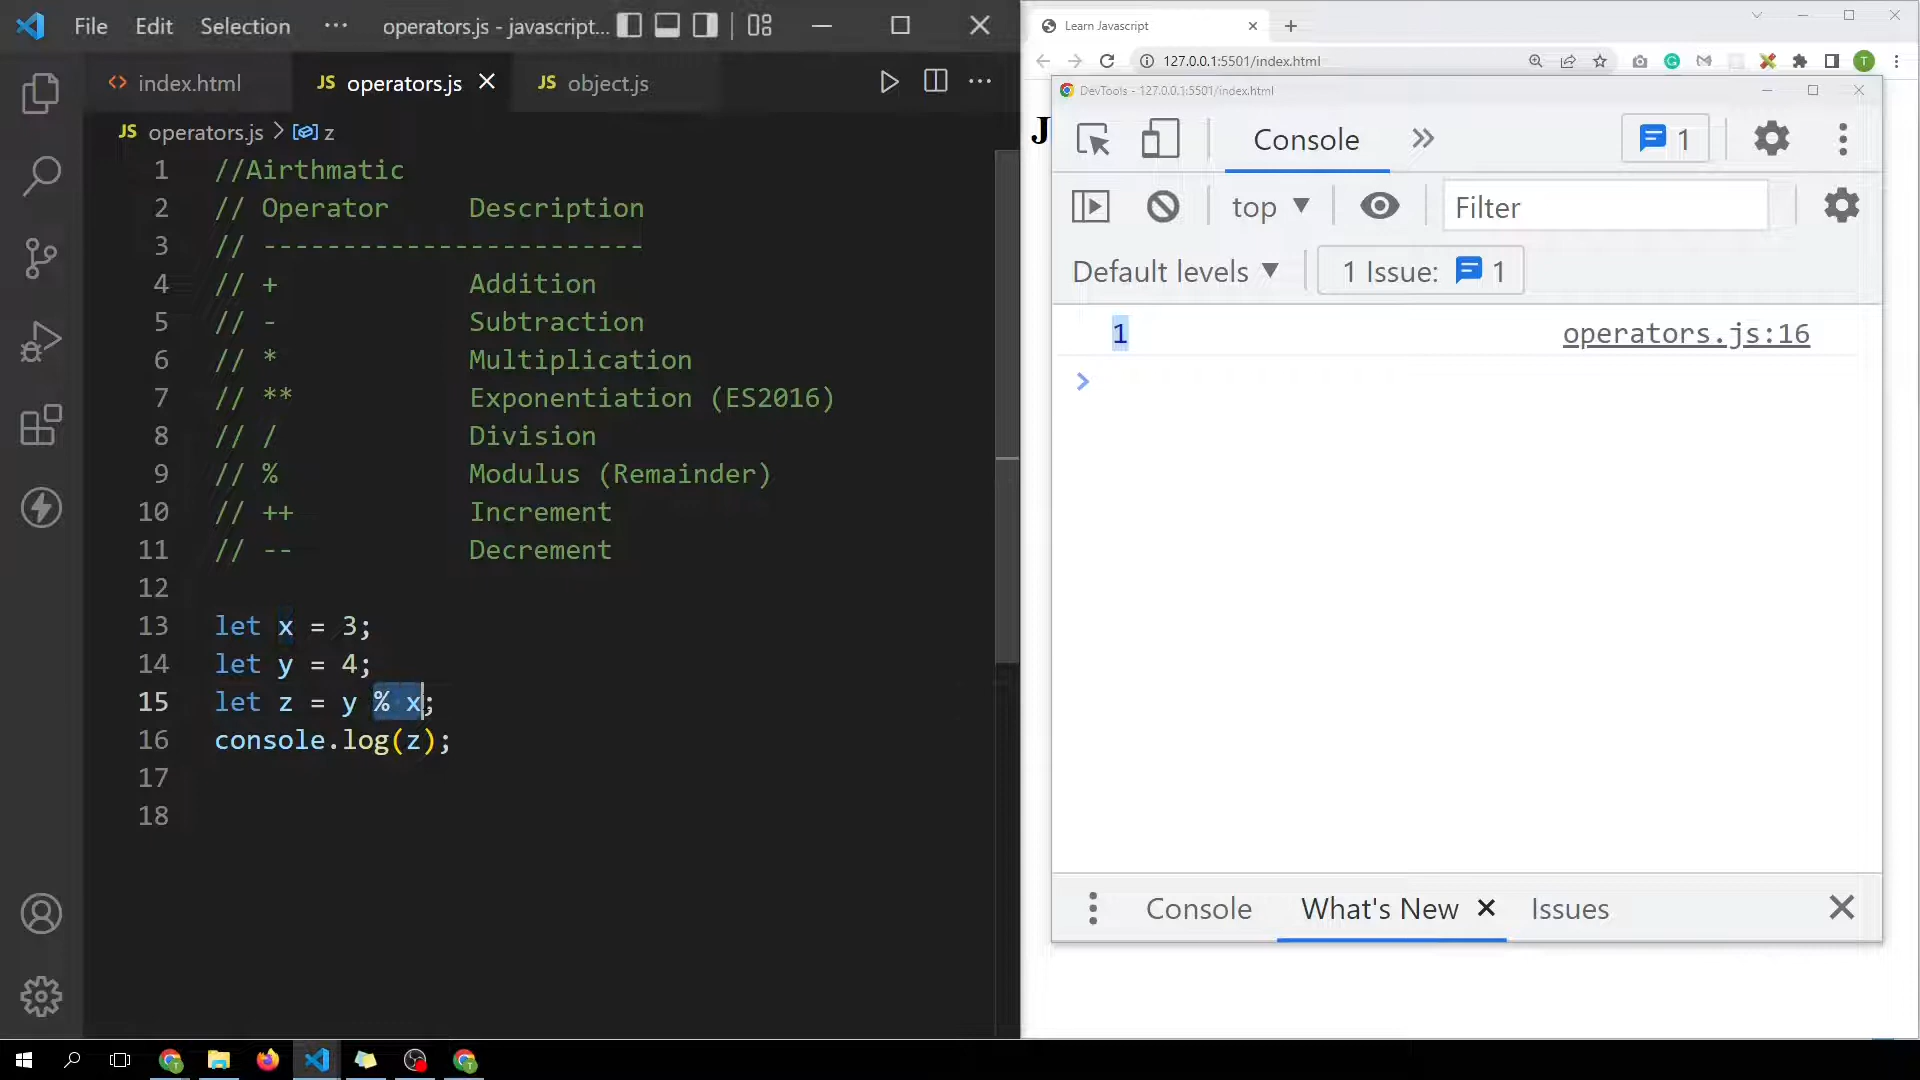 File Edit Selection ··· operators.js - javascript...
index.html JS operators.js JS object.js
JS operators.js > z
1 //Airthmatic
2 // Operator Description
3 // ------------------------
4 // + Addition
5 // - Subtraction
6 // * Multiplication
7 // ** Exponentiation (ES2016)
8 // / Division
9 // % Modulus (Remainder)
10 // ++ Increment
11 // -- Decrement
12
13 let x = 3;
14 let y = 4;
15 let z = y % x;
16 console.log(z);
17
18
Learn Javascript
127.0.0.1:5501/index.html
T
J
DevTools - 127.0.0.1:5501/index.html
Console 1
top Filter
Default levels 1 Issue: 1
1 operators.js:16
Console What's New Issues